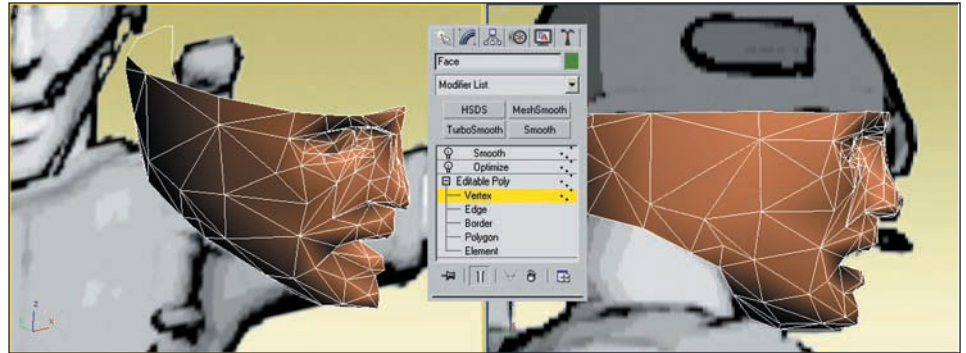 Face
Modifier List
HSDS MeshSmooth
TurboSmooth Smooth
Smooth
Optimize
Editable Poly
Vertex
Edge
Border
Polygon
Element
z
x